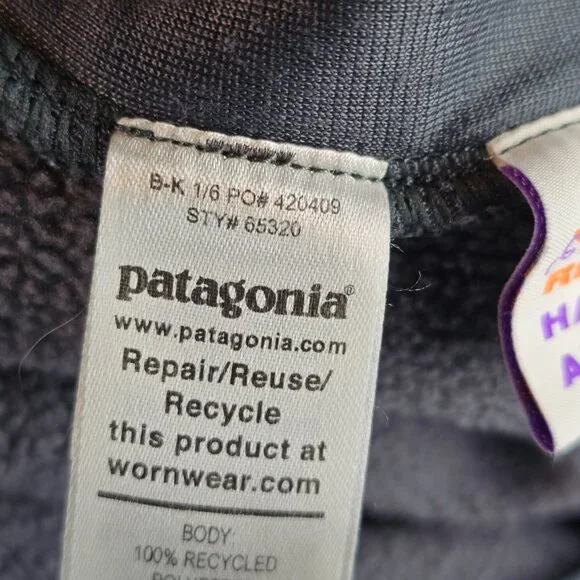 B-K 1/6 PO# 420409
STY# 65320
patagonia®
www.patagonia.com
Repair/Reuse/
Recycle
this product at
wornwear.com
BODY:
100% RECYCLED